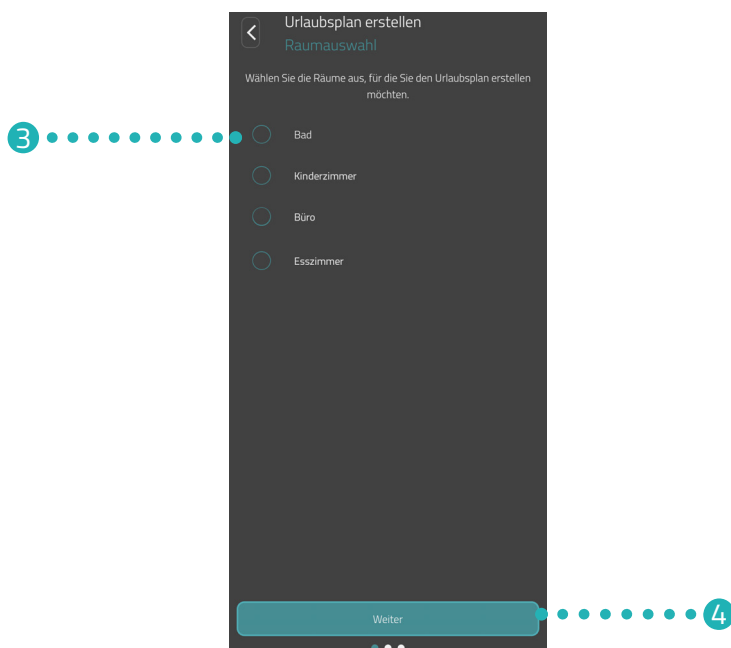 Urlaubsplan erstellen
Raumauswahl
Wählen Sie die Räume aus, für die Sie den Urlaubsplan erstellen
möchten.
3
Bad
Kinderzimmer
Büro
Esszimmer
Weiter
4